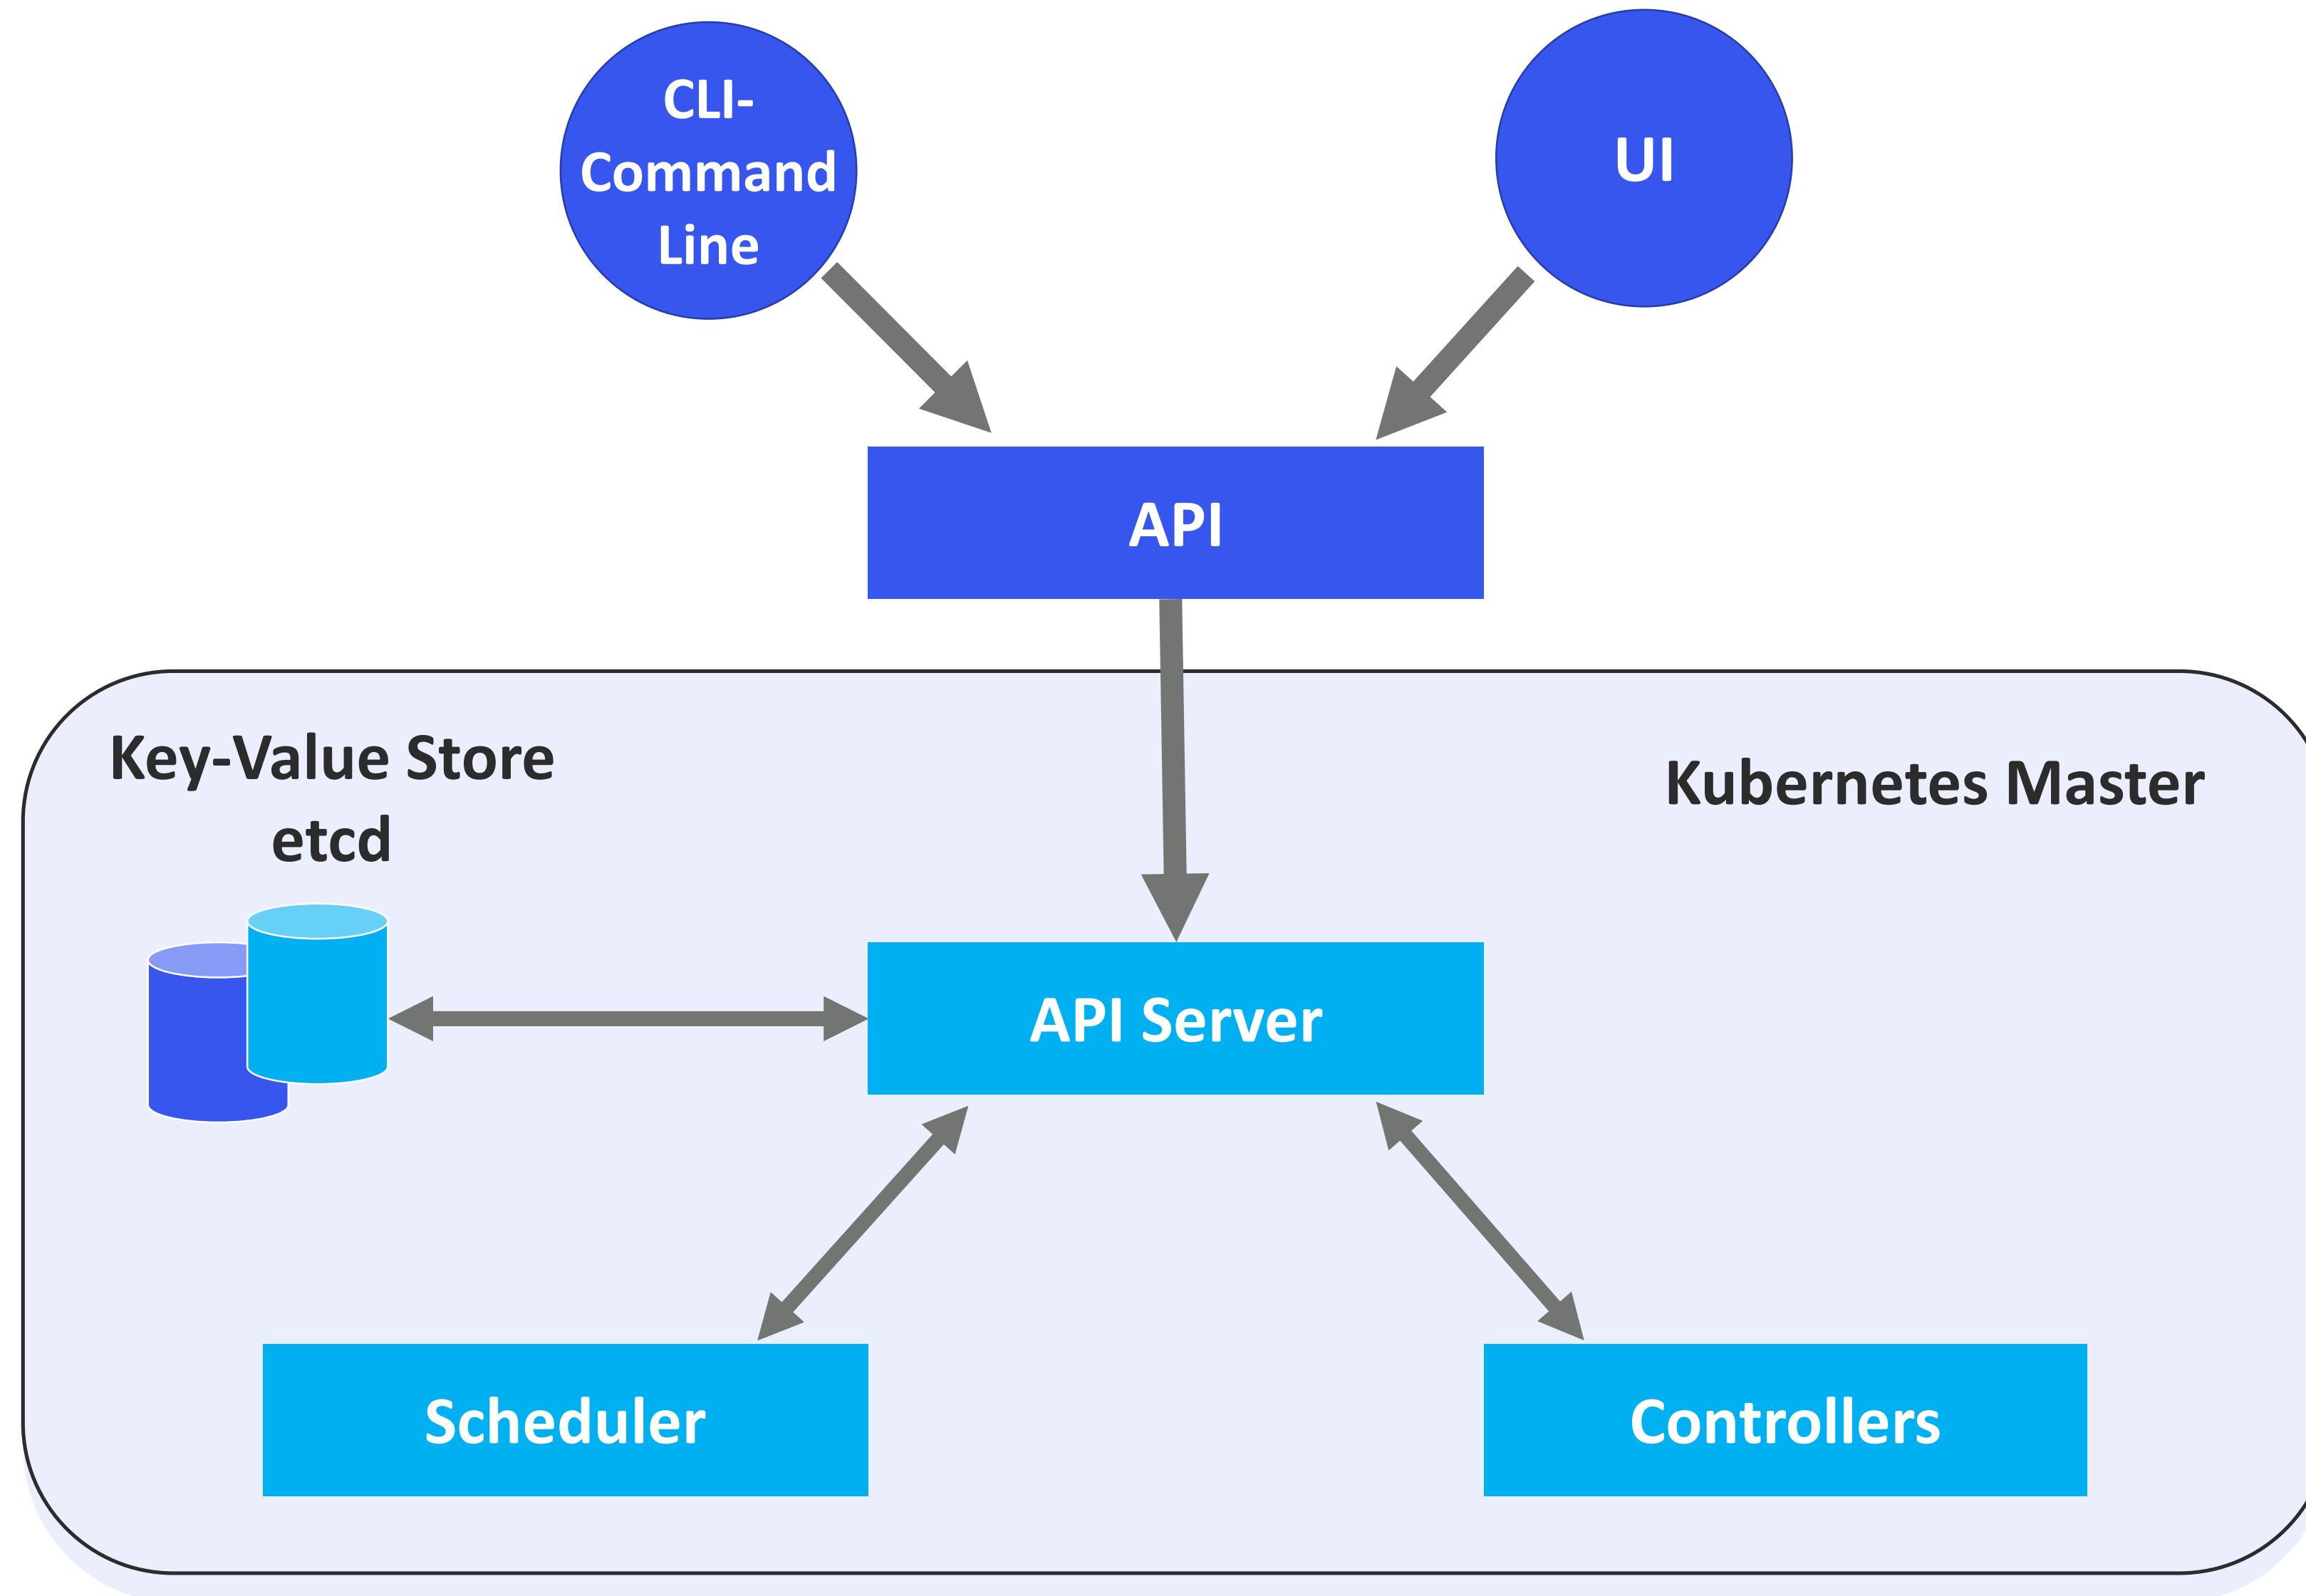 CLI-
Command
Line
UI
API
Key-Value Store
etcd
Kubernetes Master
API Server
Scheduler
Controllers